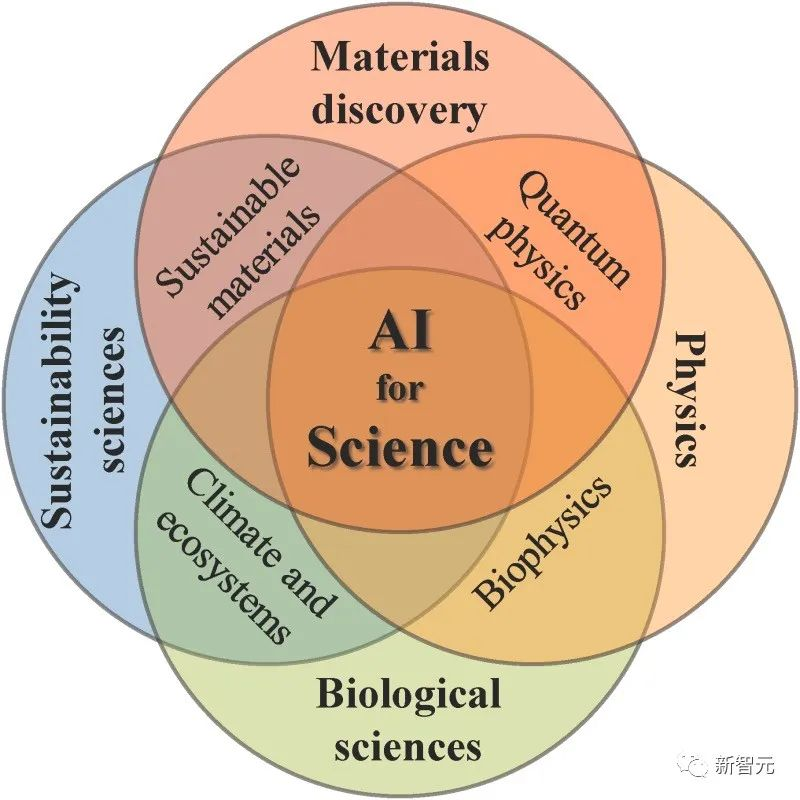 Materials
discovery
Sustainable
materials
Quantum
physics
Sustainability
sciences
AI
for
Science
Physics
Climate and
ecosystems
Biophysics
Biological
sciences
新智元